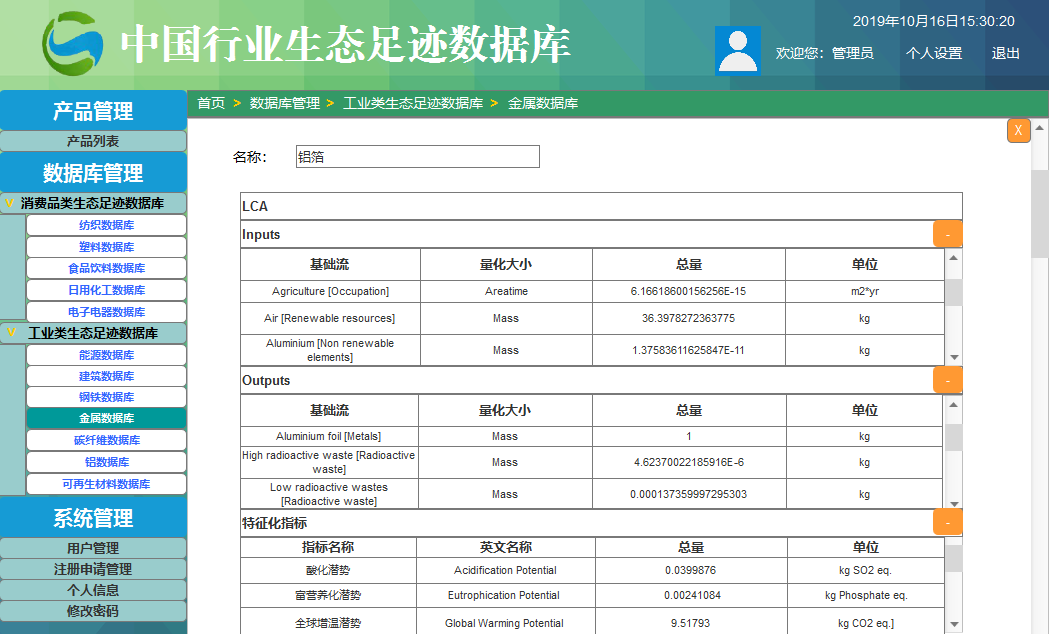 2019年10月16日15:30:20
中国行业生态足迹数据库
欢迎您：管理员 个人设置 退出
产品管理
产品列表
数据库管理
v 消费品类生态足迹数据库
纺织数据库
塑料数据库
食品饮料数据库
日用化工数据库
电子电器数据库
v 工业类生态足迹数据库
能源数据库
建筑数据库
钢铁数据库
金属数据库
碳纤维数据库
铝数据库
可再生材料数据库
系统管理
用户管理
注册申请管理
个人信息
修改密码
首页 > 数据库管理 > 工业类生态足迹数据库 > 金属数据库
X
名称： 铝箔
LCA
Inputs -
基础流 量化大小 总量 单位
Agriculture [Occupation] Areatime 6.16618600156256E-15 m2*yr
Air [Renewable resources] Mass 36.3978272363775 kg
Aluminium [Non renewable
elements] Mass 1.37583611625847E-11 kg
Outputs -
基础流 量化大小 总量 单位
Aluminium foil [Metals] Mass 1 kg
High radioactive waste [Radioactive
waste] Mass 4.62370022185916E-6 kg
Low radioactive wastes
[Radioactive waste] Mass 0.000137359997295303 kg
特征化指标 -
指标名称 英文名称 总量 单位
酸化潜势 Acidification Potential 0.0399876 kg SO2 eq.
富营养化潜势 Eutrophication Potential 0.00241084 kg Phosphate eq.
全球增温潜势 Global Warming Potential 9.51793 kg CO2 eq.]